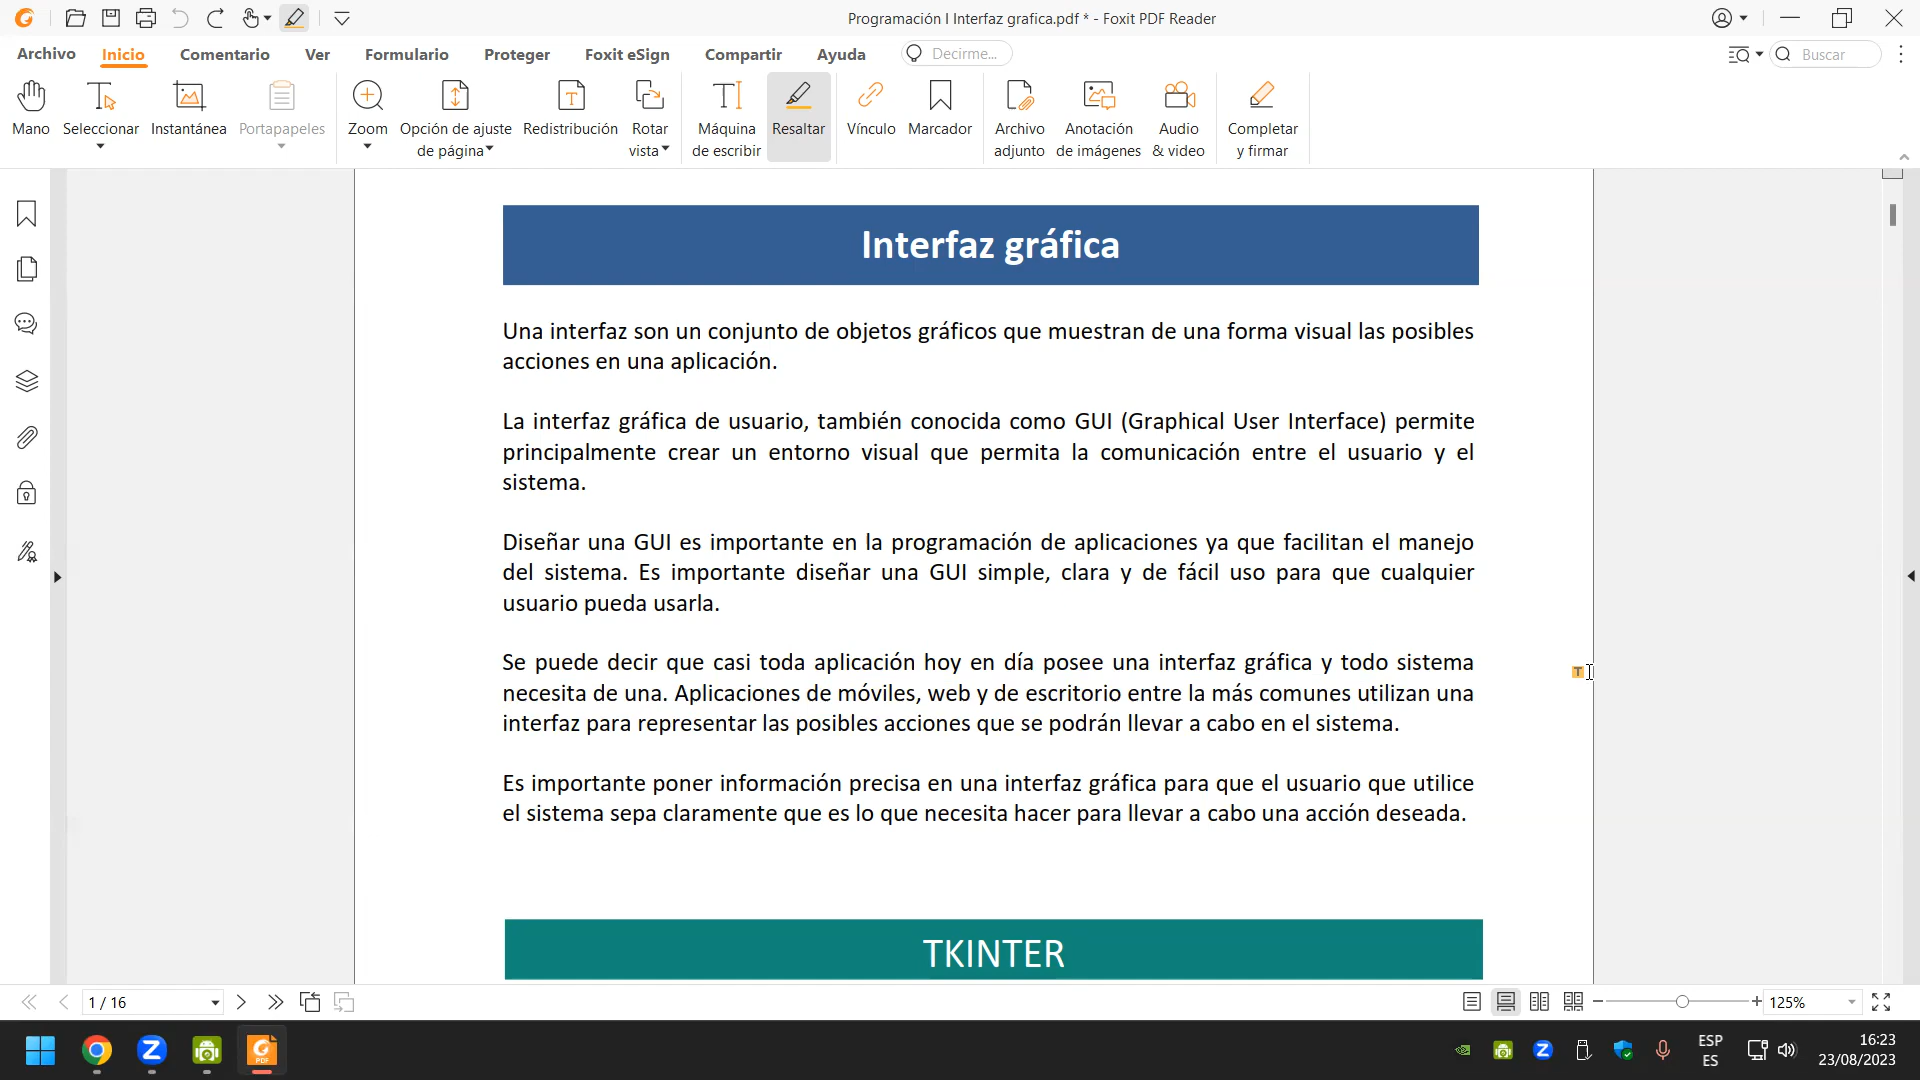 Programación I Interfaz grafica.pdf * - Foxit PDF Reader
Archivo Inicio Comentario Ver Formulario Proteger Foxit eSign Compartir Ayuda Decirme... Buscar
Mano Seleccionar Instantánea Portapapeles Zoom Opción de ajuste de página Redistribución Rotar vista Máquina de escribir Resaltar Vínculo Marcador Archivo adjunto Anotación de imágenes Audio & video Completar y firmar
Interfaz gráfica
Una interfaz son un conjunto de objetos gráficos que muestran de una forma visual las posibles
acciones en una aplicación.
La interfaz gráfica de usuario, también conocida como GUI (Graphical User Interface) permite
principalmente crear un entorno visual que permita la comunicación entre el usuario y el
sistema.
Diseñar una GUI es importante en la programación de aplicaciones ya que facilitan el manejo
del sistema. Es importante diseñar una GUI simple, clara y de fácil uso para que cualquier
usuario pueda usarla.
Se puede decir que casi toda aplicación hoy en día posee una interfaz gráfica y todo sistema
necesita de una. Aplicaciones de móviles, web y de escritorio entre la más comunes utilizan una
interfaz para representar las posibles acciones que se podrán llevar a cabo en el sistema.
Es importante poner información precisa en una interfaz gráfica para que el usuario que utilice
el sistema sepa claramente que es lo que necesita hacer para llevar a cabo una acción deseada.
TKINTER
1 / 16
125%
ESP
ES
16:23
23/08/2023